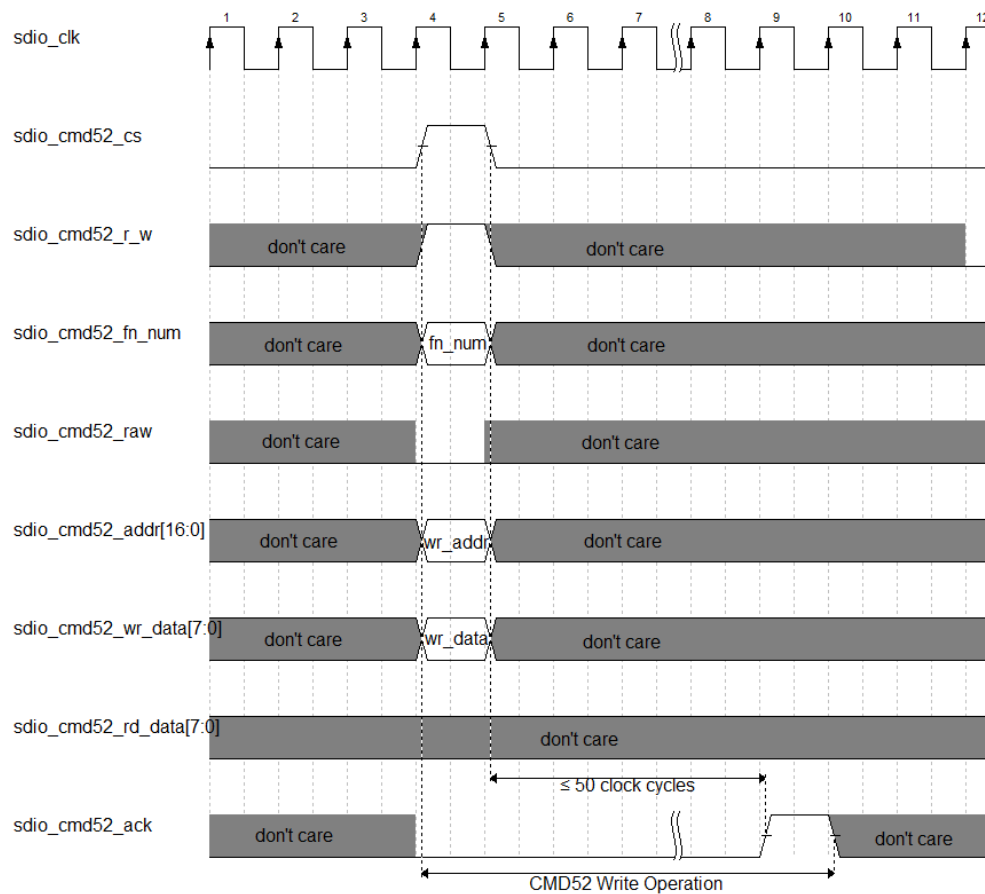 1 2 3 4 5 6 7 8 9 10 11 12
sdio_clk
sdio_cmd52_cs
sdio_cmd52_r_w
don't care don't care
sdio_cmd52_fn_num
don't care fn_num don't care
sdio_cmd52_raw
don't care don't care
sdio_cmd52_addr[16:0]
don't care wr_addr don't care
sdio_cmd52_wr_data[7:0]
don't care wr_data don't care
sdio_cmd52_rd_data[7:0]
don't care
≤ 50 clock cycles
sdio_cmd52_ack
don't care don't care
CMD52 Write Operation